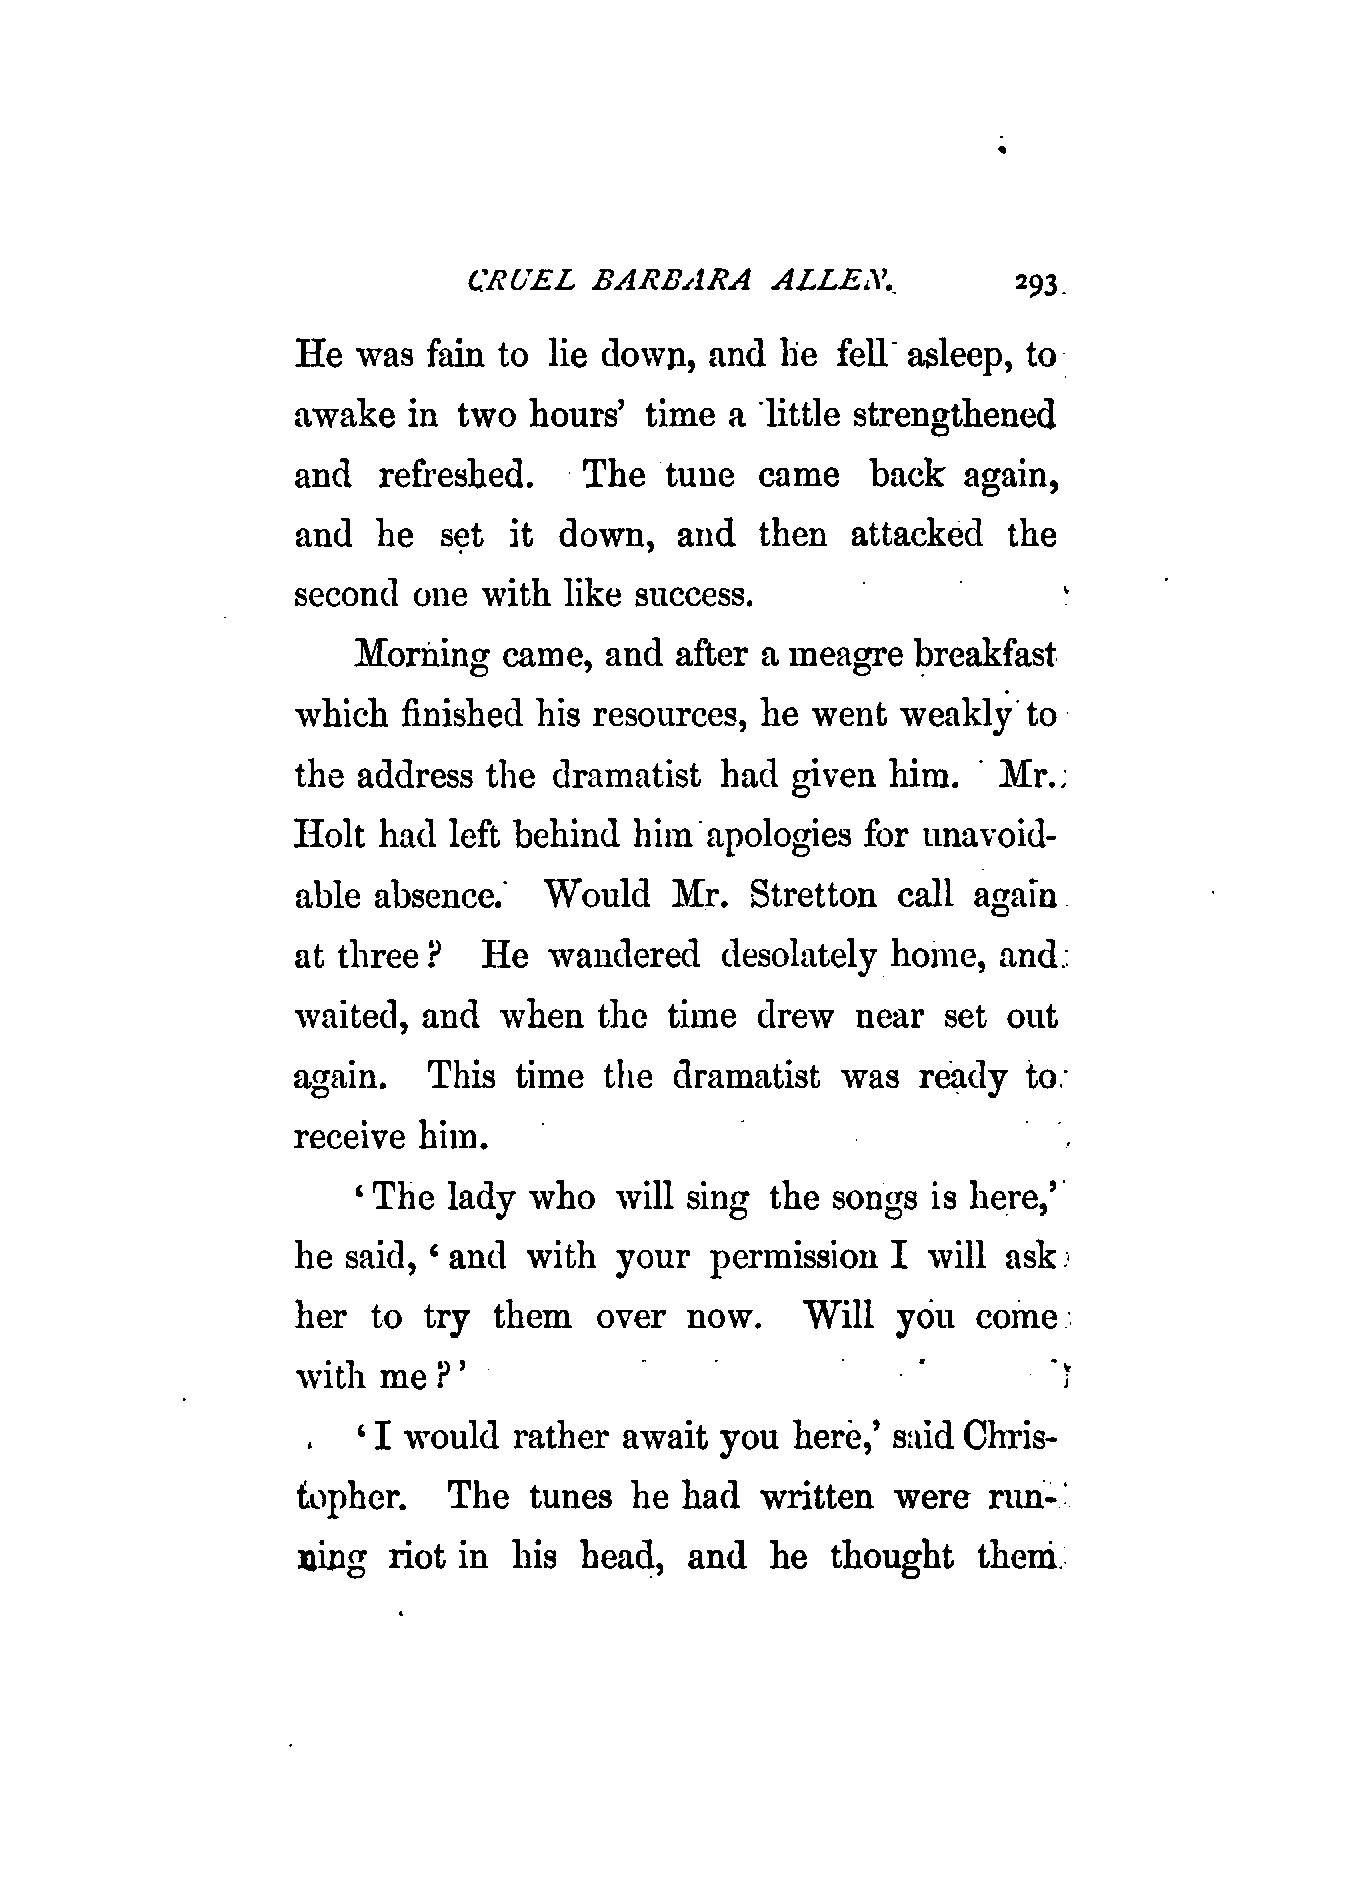 CRUEL BARBARA ALLEN. 293
He was fain to lie down, and he fell asleep, to
awake in two hours' time a little strengthened
and refreshed. The tune came back again,
and he set it down, and then attacked the
second one with like success.
Morning came, and after a meagre breakfast
which finished his resources, he went weakly to
the address the dramatist had given him. Mr.
Holt had left behind him apologies for unavoid-
able absence. Would Mr. Stretton call again
at three? He wandered desolately home, and
waited, and when the time drew near set out
again. This time the dramatist was ready to
receive him.
'The lady who will sing the songs is here,'
he said, 'and with your permission I will ask
her to try them over now. Will you come
with me?'
'I would rather await you here,' said Chris-
topher. The tunes he had written were run-
ning riot in his head, and he thought them